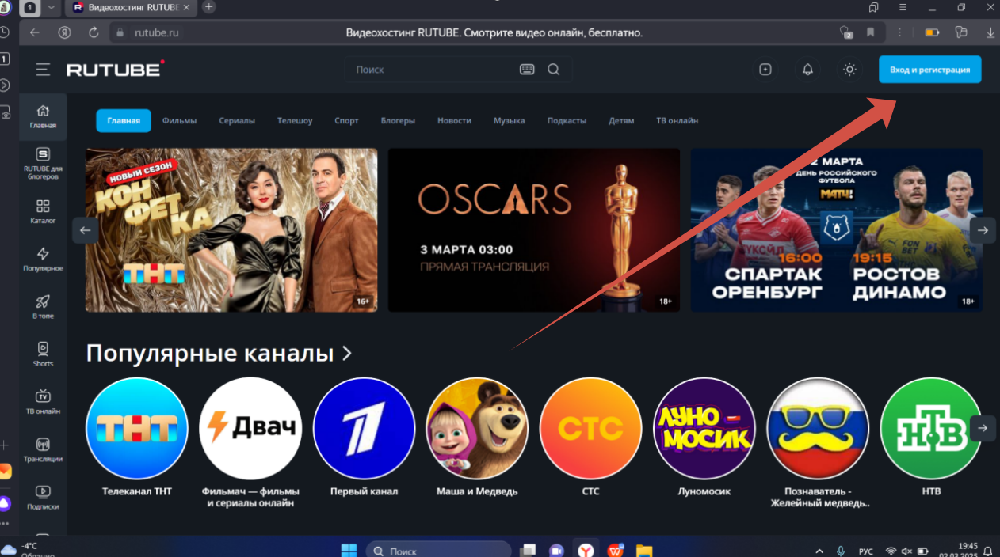 1
Видеохостинг RUTUBE
1
rutube.ru
Видеохостинг RUTUBE. Смотрите видео онлайн, бесплатно.
2
RUTUBE
Поиск
Вход и регистрация
Главная
RUTUBE для
блогеров
Каталог
Популярное
В топе
Shorts
ТВ онлайн
Трансляции
Подписки
Главная
Фильмы
Сериалы
Телешоу
Спорт
Блогеры
Новости
Музыка
Подкасты
Детям
ТВ онлайн
НОВЫЙ СЕЗОН
КОН
ФЕТ
КА
ТНТ
16+
OSCARS
3 МАРТА 03:00
ПРЯМАЯ ТРАНСЛЯЦИЯ
18+
2 МАРТА
ДЕНЬ РОССИЙСКОГО
ФУТБОЛА
МАТЧ!
FON
BET
16:00
СПАРТАК
ОРЕНБУРГ
19:15
РОСТОВ
ДИНАМО
18+
Популярные каналы
ТНТ
Телеканал ТНТ
Двач
Фильмач — фильмы
и сериалы онлайн
1
Первый канал
Маша и Медведь
СТС
СТС
ЛУНО-
МОСИК
Луномосик
Познаватель -
Желейный медведь..
НТВ
НТВ
-4°C
Облачно
Поиск
РУС
19:45
02.03.2025